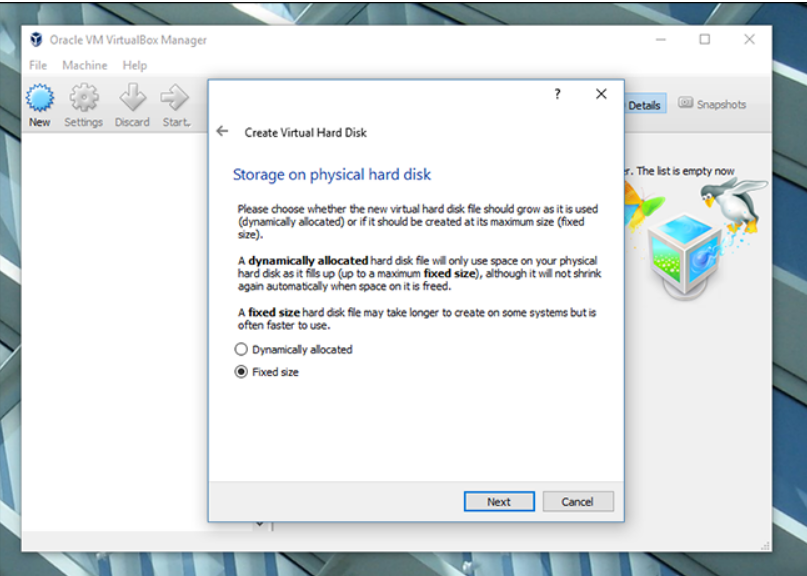 Oracle VM VirtualBox Manager
File Machine Help
New Settings Discard Start
Details Snapshots
? X
Create Virtual Hard Disk
r. The list is empty now
Storage on physical hard disk
Please choose whether the new virtual hard disk file should grow as it is used
(dynamically allocated) or if it should be created at its maximum size (fixed
size).
A dynamically allocated hard disk file will only use space on your physical
hard disk as it fills up (up to a maximum fixed size), although it will not shrink
again automatically when space on it is freed.
A fixed size hard disk file may take longer to create on some systems but is
often faster to use.
Dynamically allocated
Fixed size
Next Cancel